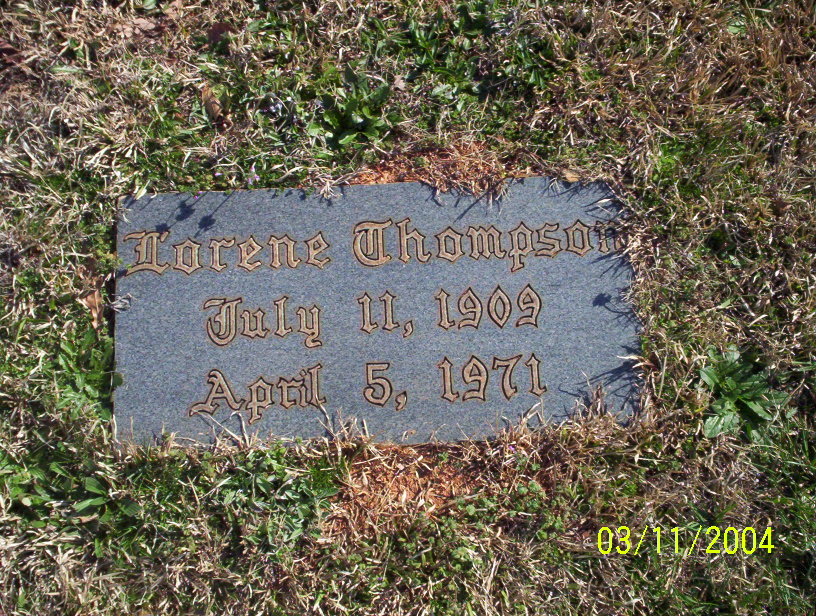 Lorene Thompson
July 11, 1909
April 5, 1971
03/11/2004